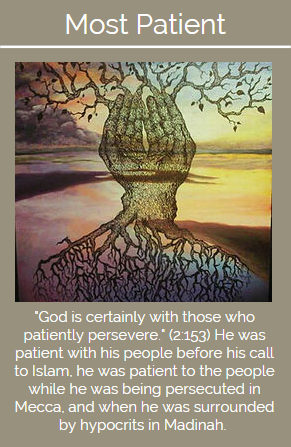 Most Patient
"God is certainly with those who
patiently persevere." (2:153) He was
patient with his people before his call
to Islam, he was patient to the people
while he was being persecuted in
Mecca, and when he was surrounded
by hypocrits in Madinah.